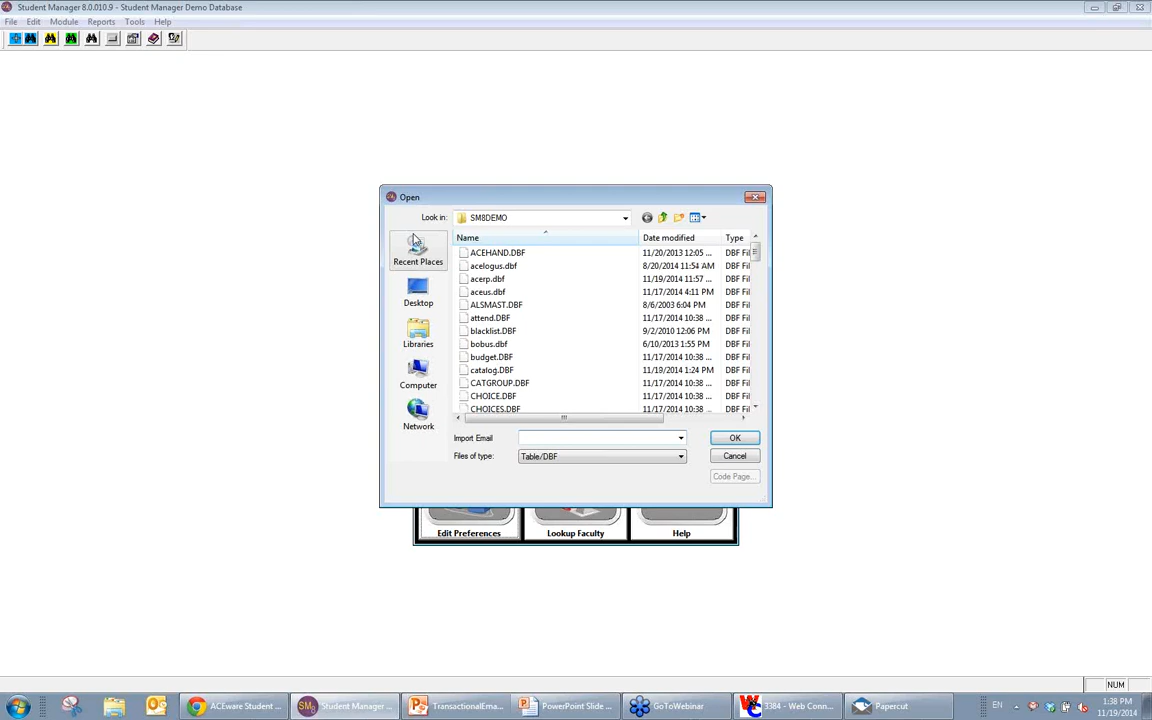 Student Manager 8.0.010.9 - Student Manager Demo Database
File Edit Module Reports Tools Help
Open
Look in: SM8DEMO
Name Date modified Type
ACEHAND.DBF 11/20/2013 12:05 ... DBF Fil
acelogus.dbf 8/20/2014 11:54 AM DBF Fil
acerp.dbf 11/19/2014 11:57 ... DBF Fil
aceus.dbf 11/17/2014 4:11 PM DBF Fil
ALSMAST.DBF 8/6/2003 6:04 PM DBF Fil
attend.DBF 11/17/2014 10:38 ... DBF Fil
blacklist.DBF 9/2/2010 12:06 PM DBF Fil
bobus.dbf 6/10/2013 1:55 PM DBF Fil
budget.DBF 11/17/2014 10:38 ... DBF Fil
catalog.DBF 11/19/2014 1:24 PM DBF Fil
CATGROUP.DBF 11/17/2014 10:38 ... DBF Fil
CHOICE.DBF 11/17/2014 10:38 ... DBF Fil
CHOICES.DBF 11/17/2014 10:38 ... DBF Fil
Recent Places
Desktop
Libraries
Computer
Network
Import Email OK
Files of type: Table/DBF Cancel
Code Page...
Edit Preferences Lookup Faculty Help
NUM
ACEware Student ... Student Manager ... TransactionalEma... PowerPoint Slide ... GoToWebinar 3384 - Web Conn... Papercut EN 1:38 PM
11/19/2014